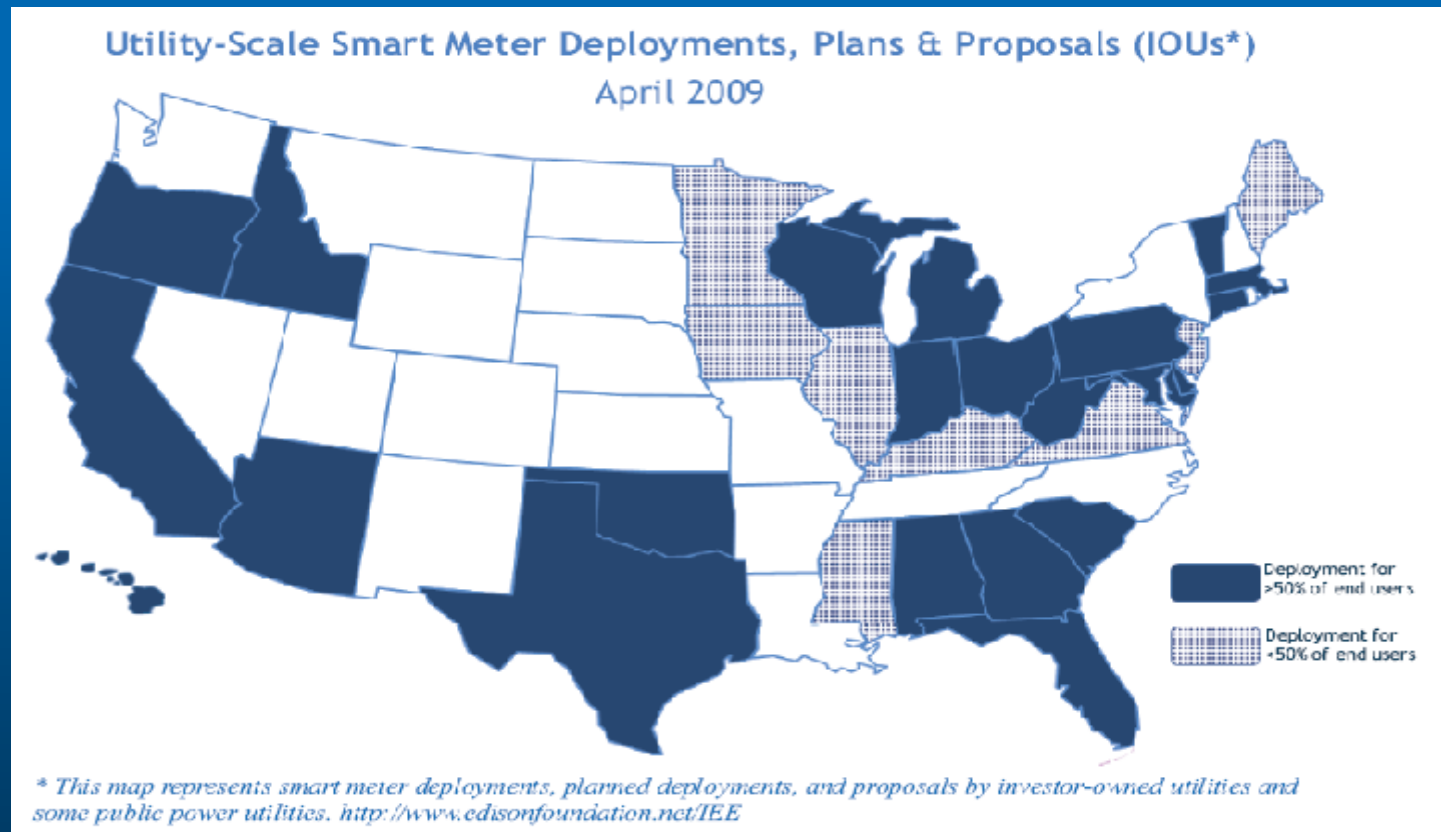 Utility-Scale Smart Meter Deployments, Plans & Proposals (IOUs*)
April 2009
Deployment for
>50% of end users
Deployment for
<50% of end users
* This map represents smart meter deployments, planned deployments, and proposals by investor-owned utilities and
some public power utilities. http://www.edisonfoundation.net/IEE